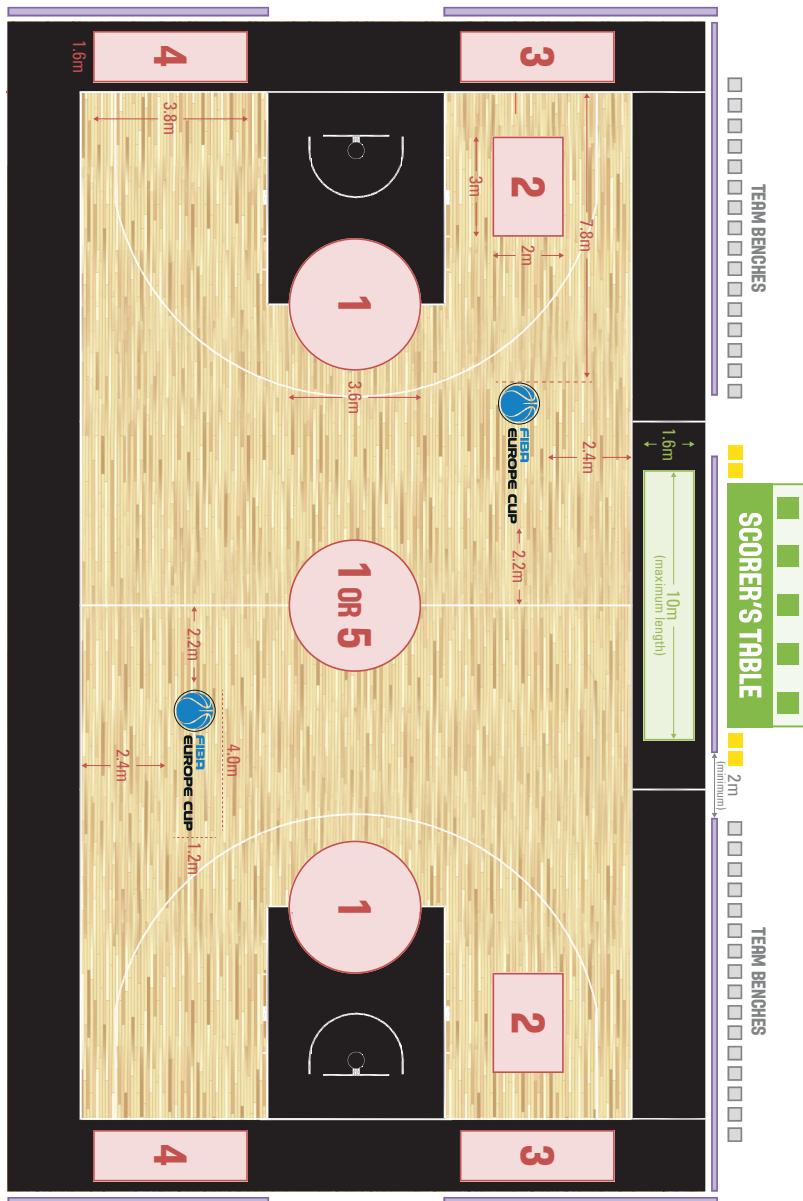 4
3
1.6m
3.8m
3m
2
2m
7.8m
TEAM BENCHES
1
3.6m
FIBA
EUROPE CUP
2.4m
1.6m
2.2m
1 OR 5
10m
(maximum length)
SCORER'S TABLE
2.2m
FIBA
EUROPE CUP
4.0m
2.4m
1.2m
2m
(minimum)
1
2
TEAM BENCHES
4
3